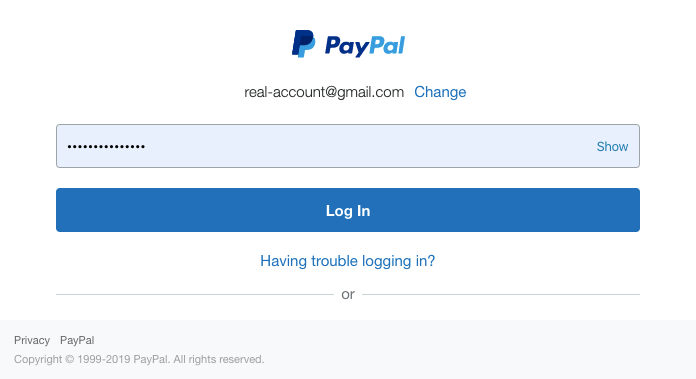 PayPal
real-account@gmail.com Change
••••••••••••••• Show
Log In
Having trouble logging in?
or
Privacy PayPal
Copyright © 1999-2019 PayPal. All rights reserved.